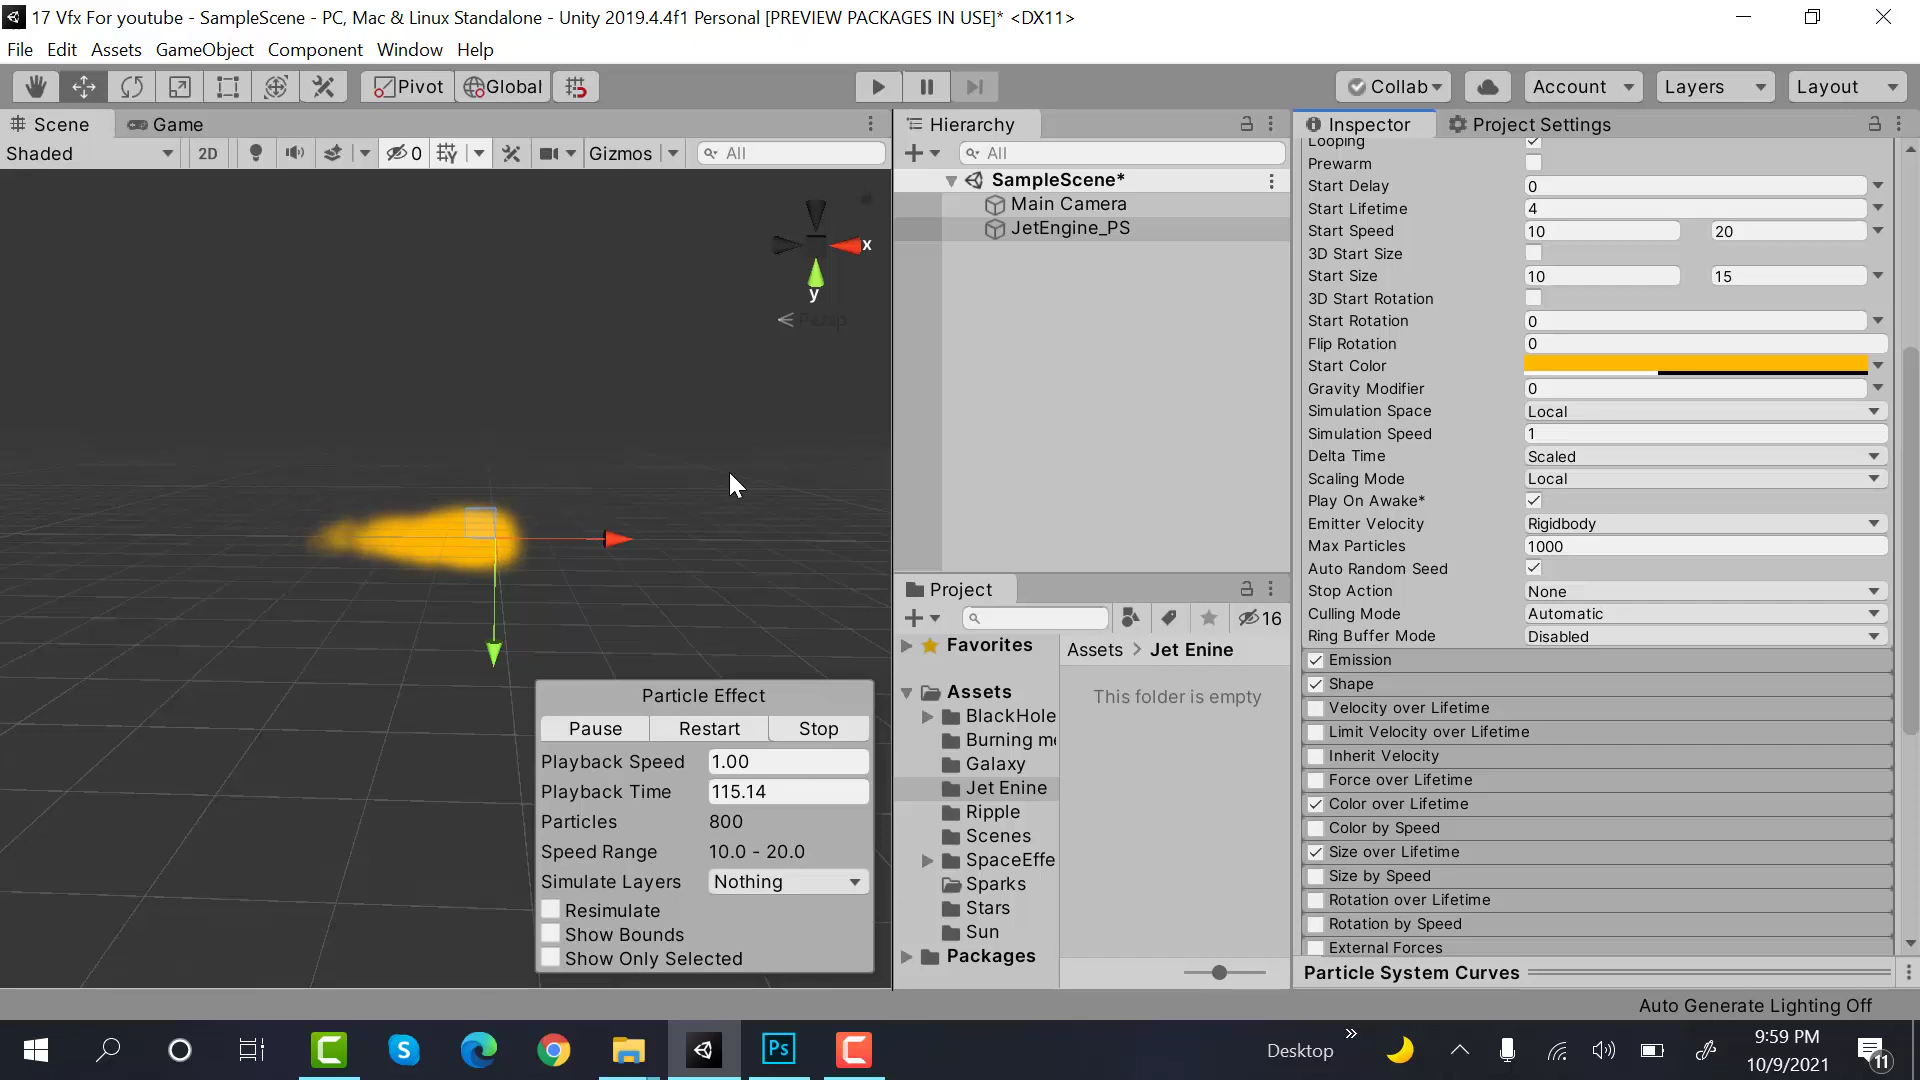 17 Vfx For youtube - SampleScene - PC, Mac & Linux Standalone - Unity 2019.4.4f1 Personal [PREVIEW PACKAGES IN USE]* <DX11>
File Edit Assets GameObject Component Window Help
Pivot Global Collab Account Layers Layout
Scene Game
Shaded 2D 0 Gizmos All
x
y
Persp
Particle Effect
Pause Restart Stop
Playback Speed 1.00
Playback Time 115.14
Particles 800
Speed Range 10.0 - 20.0
Simulate Layers Nothing
Resimulate
Show Bounds
Show Only Selected
Hierarchy
All
SampleScene*
Main Camera
JetEngine_PS
Project
16
Favorites
Assets
BlackHole
Burning m
Galaxy
Jet Enine
Ripple
Scenes
SpaceEffe
Sparks
Stars
Sun
Packages
Assets > Jet Enine
This folder is empty
Inspector Project Settings
Looping
Prewarm
Start Delay 0
Start Lifetime 4
Start Speed 10 20
3D Start Size
Start Size 10 15
3D Start Rotation
Start Rotation 0
Flip Rotation 0
Start Color
Gravity Modifier 0
Simulation Space Local
Simulation Speed 1
Delta Time Scaled
Scaling Mode Local
Play On Awake*
Emitter Velocity Rigidbody
Max Particles 1000
Auto Random Seed
Stop Action None
Culling Mode Automatic
Ring Buffer Mode Disabled
Emission
Shape
Velocity over Lifetime
Limit Velocity over Lifetime
Inherit Velocity
Force over Lifetime
Color over Lifetime
Color by Speed
Size over Lifetime
Size by Speed
Rotation over Lifetime
Rotation by Speed
External Forces
Particle System Curves
Auto Generate Lighting Off
Desktop
9:59 PM
10/9/2021
11